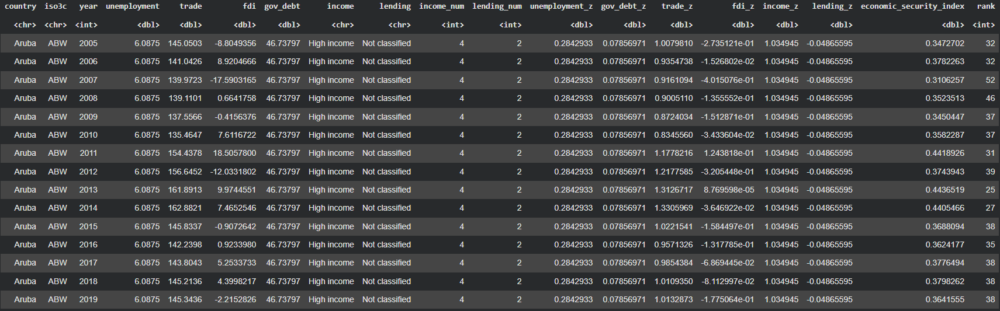 country iso3c year unemployment trade fdi gov_debt income lending income_num lending_num unemployment_z gov_debt_z trade_z fdi_z income_z lending_z economic_security_index rank
<chr> <chr> <int> <dbl> <dbl> <dbl> <dbl> <chr> <chr> <int> <int> <dbl> <dbl> <dbl> <dbl> <dbl> <dbl> <dbl> <int>
Aruba ABW 2005 6.0875 145.0503 -8.8049356 46.73797 High income Not classified 4 2 0.2842933 0.07856971 1.0079810 -2.735121e-01 1.034945 -0.04865595 0.3472702 32
Aruba ABW 2006 6.0875 141.0426 8.9204666 46.73797 High income Not classified 4 2 0.2842933 0.07856971 0.9354738 -1.526802e-02 1.034945 -0.04865595 0.3782263 32
Aruba ABW 2007 6.0875 139.9723 -17.5903165 46.73797 High income Not classified 4 2 0.2842933 0.07856971 0.9161094 -4.015076e-01 1.034945 -0.04865595 0.3106257 52
Aruba ABW 2008 6.0875 139.1101 0.6641758 46.73797 High income Not classified 4 2 0.2842933 0.07856971 0.9005110 -1.355552e-01 1.034945 -0.04865595 0.3523513 46
Aruba ABW 2009 6.0875 137.5566 -0.4156376 46.73797 High income Not classified 4 2 0.2842933 0.07856971 0.8724034 -1.512871e-01 1.034945 -0.04865595 0.3450447 37
Aruba ABW 2010 6.0875 135.4647 7.6116722 46.73797 High income Not classified 4 2 0.2842933 0.07856971 0.8345560 -3.433604e-02 1.034945 -0.04865595 0.3582287 37
Aruba ABW 2011 6.0875 154.4378 18.5057800 46.73797 High income Not classified 4 2 0.2842933 0.07856971 1.1778216 1.243818e-01 1.034945 -0.04865595 0.4418926 31
Aruba ABW 2012 6.0875 156.6452 -12.0331802 46.73797 High income Not classified 4 2 0.2842933 0.07856971 1.2177585 -3.205448e-01 1.034945 -0.04865595 0.3743943 39
Aruba ABW 2013 6.0875 161.8913 9.9744551 46.73797 High income Not classified 4 2 0.2842933 0.07856971 1.3126717 8.769598e-05 1.034945 -0.04865595 0.4436519 25
Aruba ABW 2014 6.0875 162.8821 7.4652546 46.73797 High income Not classified 4 2 0.2842933 0.07856971 1.3305969 -3.646922e-02 1.034945 -0.04865595 0.4405466 27
Aruba ABW 2015 6.0875 145.8337 -0.9072642 46.73797 High income Not classified 4 2 0.2842933 0.07856971 1.0221541 -1.584497e-01 1.034945 -0.04865595 0.3688094 38
Aruba ABW 2016 6.0875 142.2398 0.9233980 46.73797 High income Not classified 4 2 0.2842933 0.07856971 0.9571326 -1.317785e-01 1.034945 -0.04865595 0.3624177 35
Aruba ABW 2017 6.0875 143.8043 5.2533733 46.73797 High income Not classified 4 2 0.2842933 0.07856971 0.9854384 -6.869445e-02 1.034945 -0.04865595 0.3776494 38
Aruba ABW 2018 6.0875 145.2136 4.3998217 46.73797 High income Not classified 4 2 0.2842933 0.07856971 1.0109350 -8.112997e-02 1.034945 -0.04865595 0.3798262 38
Aruba ABW 2019 6.0875 145.3436 -2.2152826 46.73797 High income Not classified 4 2 0.2842933 0.07856971 1.0132873 -1.775064e-01 1.034945 -0.04865595 0.3641555 38